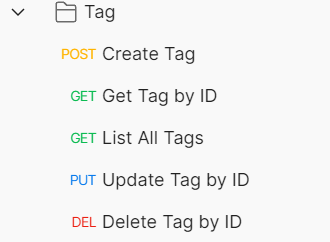 Tag
POST Create Tag
GET Get Tag by ID
GET List All Tags
PUT Update Tag by ID
DEL Delete Tag by ID